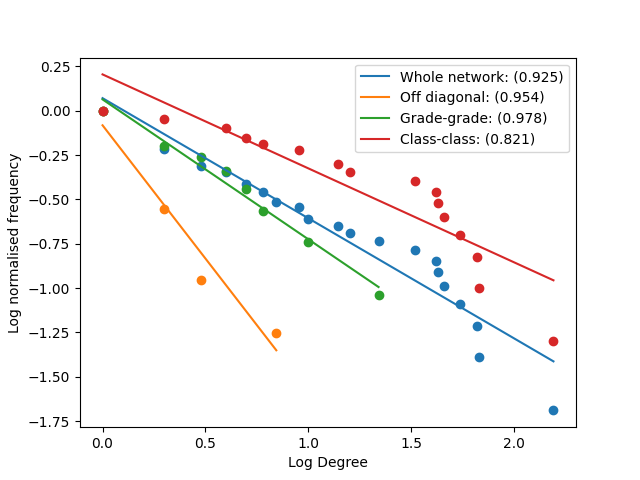 Whole network: (0.925)
Off diagonal: (0.954)
Grade-grade: (0.978)
Class-class: (0.821)
Log normalised frequency
0.25
0.00
−0.25
−0.50
−0.75
−1.00
−1.25
−1.50
−1.75
0.0 0.5 1.0 1.5 2.0
Log Degree